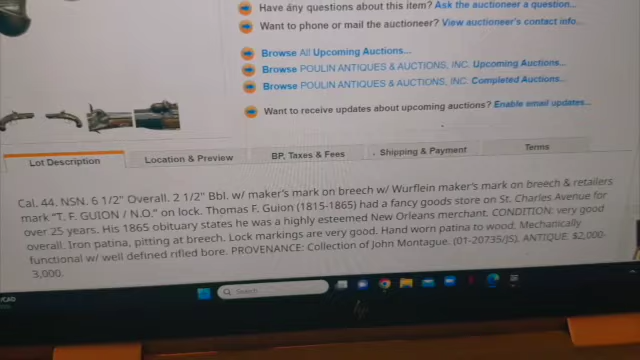 Have any questions about this item? Ask the auctioneer a question...
Want to phone or mail the auctioneer? View auctioneer's contact info...
Browse All Upcoming Auctions...
Browse POULIN ANTIQUES & AUCTIONS, INC. Upcoming Auctions...
Browse POULIN ANTIQUES & AUCTIONS, INC. Completed Auctions...
Want to receive updates about upcoming auctions? Enable email updates...
Lot Description Location & Preview BP, Taxes & Fees Shipping & Payment Terms
Cal. 44. NSN. 6 1/2" Overall. 2 1/2" Bbl. w/ maker's mark on breech w/ Wurflein maker's mark on breech & retailers
mark "T. F. GUION / N.O." on lock. Thomas F. Guion (1815-1865) had a fancy goods store on St. Charles Avenue for
over 25 years. His 1865 obituary states he was a highly esteemed New Orleans merchant. CONDITION: very good
overall. Iron patina, pitting at breech. Lock markings are very good. Hand worn patina to wood. Mechanically
functional w/ well defined rifled bore. PROVENANCE: Collection of John Montague. (01-20735/JS). ANTIQUE. $2,000-
3,000.
Search
hp